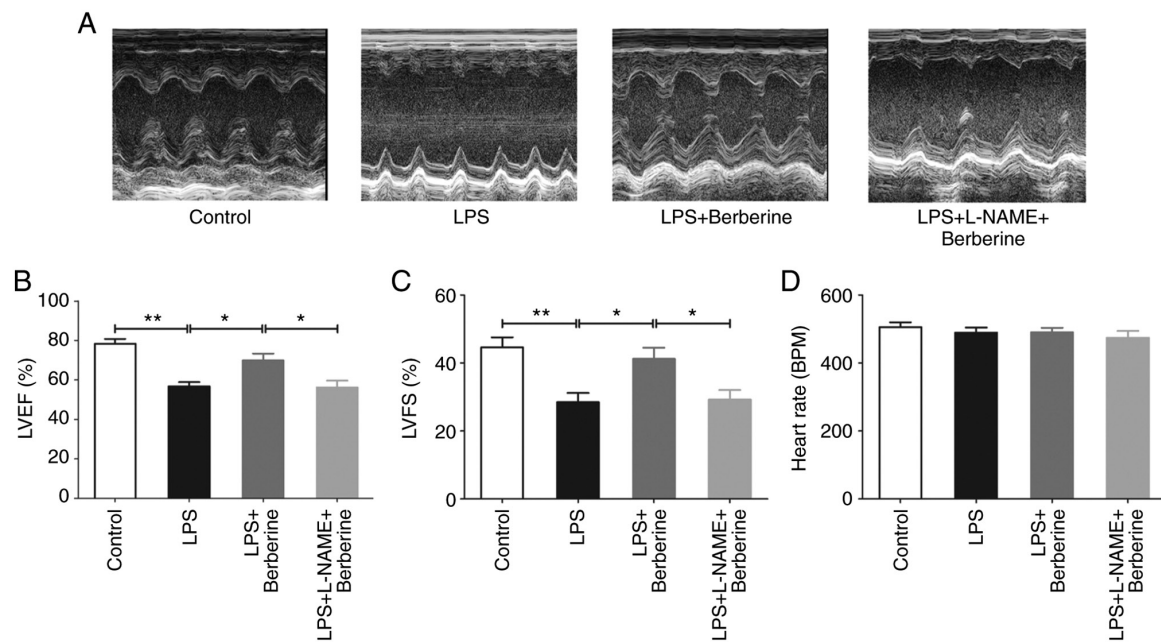 A
Control
LPS
LPS+Berberine
LPS+L-NAME+
Berberine
B
LVEF (%)
100
80
60
40
20
0
**
*
*
Control
LPS
LPS+
Berberine
LPS+L-NAME+
Berberine
C
LVFS (%)
60
40
20
0
**
*
*
Control
LPS
LPS+
Berberine
LPS+L-NAME+
Berberine
D
Heart rate (BPM)
600
400
200
0
Control
LPS
LPS+
Berberine
LPS+L-NAME+
Berberine